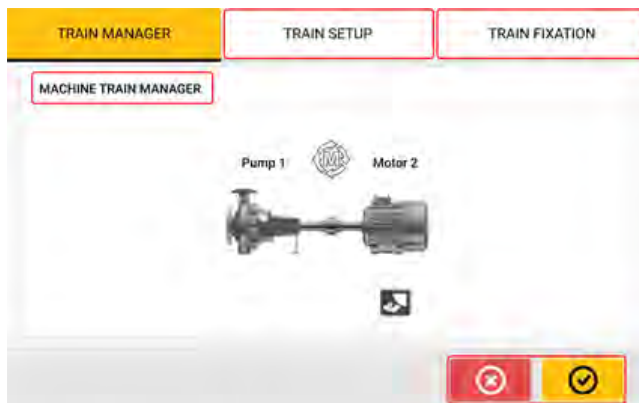 TRAIN MANAGER
TRAIN SETUP
TRAIN FIXATION
MACHINE TRAIN MANAGER
Pump 1
Motor 2